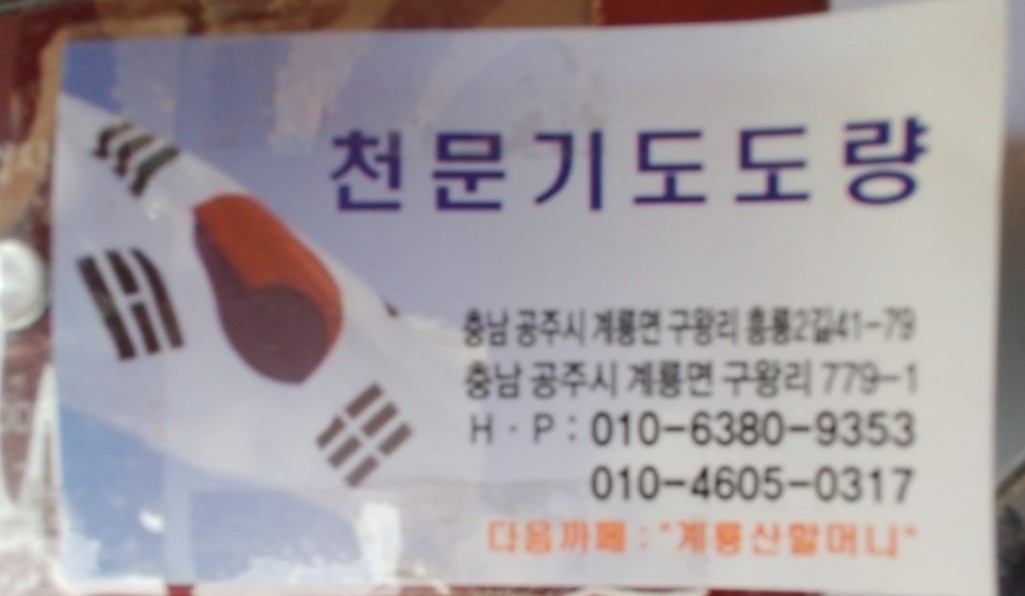 천문기도도량
충남 공주시 계룡면 구왕리 흥룡2길41-79
충남 공주시 계룡면 구왕리 779-1
H·P : 010-6380-9353
010-4605-0317
다음까페 : "계룡산할머니"